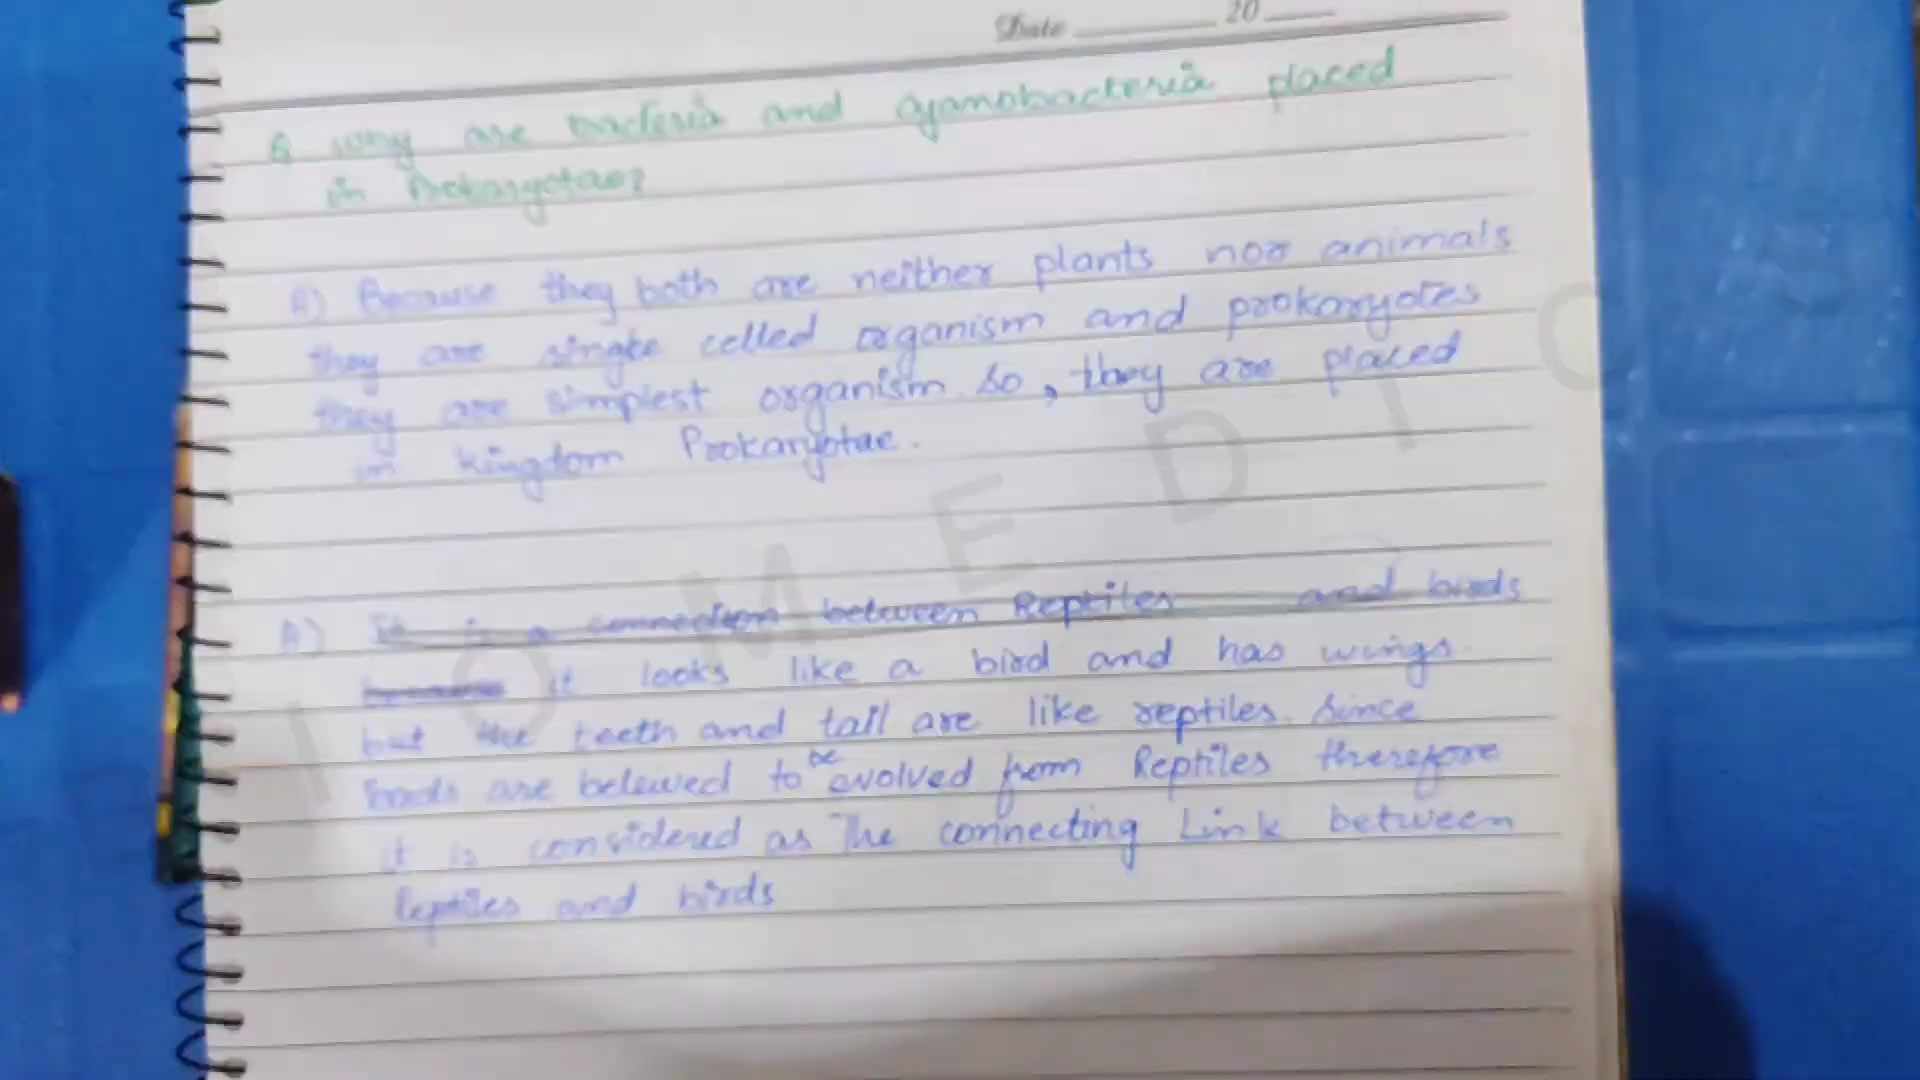 Date 20
Q why are bacteria and cyanobacteria placed
in Prokaryotae?
A) Because they both are neither plants nor animals
they are single celled organism and prokaryotes
they are simplest organism so, they are placed
in kingdom Prokaryotae.
A) It is a connection between Reptiles and birds
because it looks like a bird and has wings.
but the teeth and tail are like reptiles. Since
birds are beleived to be evolved from Reptiles therefore
it is considered as The connecting Link between
Reptiles and birds
IOMEDICS